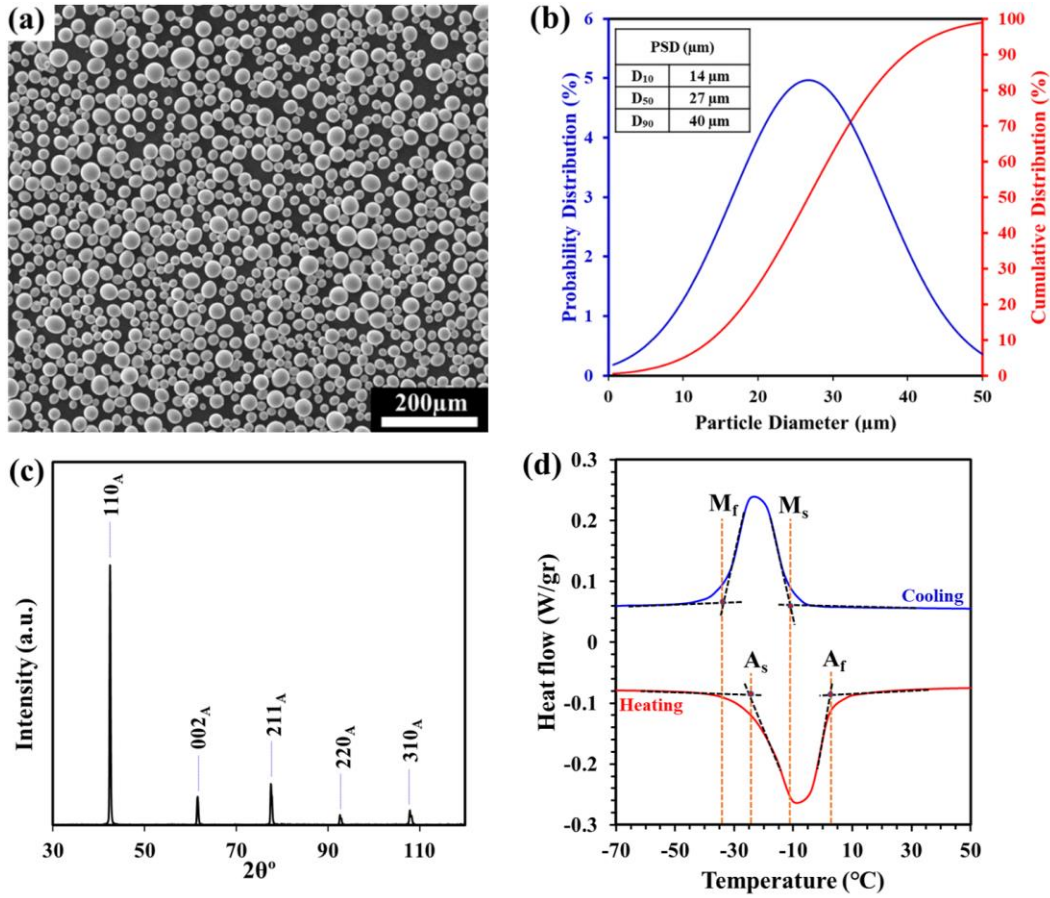 (a)
200µm
(b)
PSD (µm)
D₁₀ 14 µm
D₅₀ 27 µm
D₉₀ 40 µm
Probability Distribution (%)
6
5
4
3
2
1
0
Cumulative Distribution (%)
100
90
80
70
60
50
40
30
20
10
0
0 10 20 30 40 50
Particle Diameter (µm)
(c)
Intensity (a.u.)
110A
002A
211A
220A
310A
30 50 70 90 110
2θº
(d)
Heat flow (W/gr)
0.3
0.2
0.1
0
-0.1
-0.2
-0.3
Mf Ms
Cooling
As Af
Heating
-70 -50 -30 -10 10 30 50
Temperature (°C)